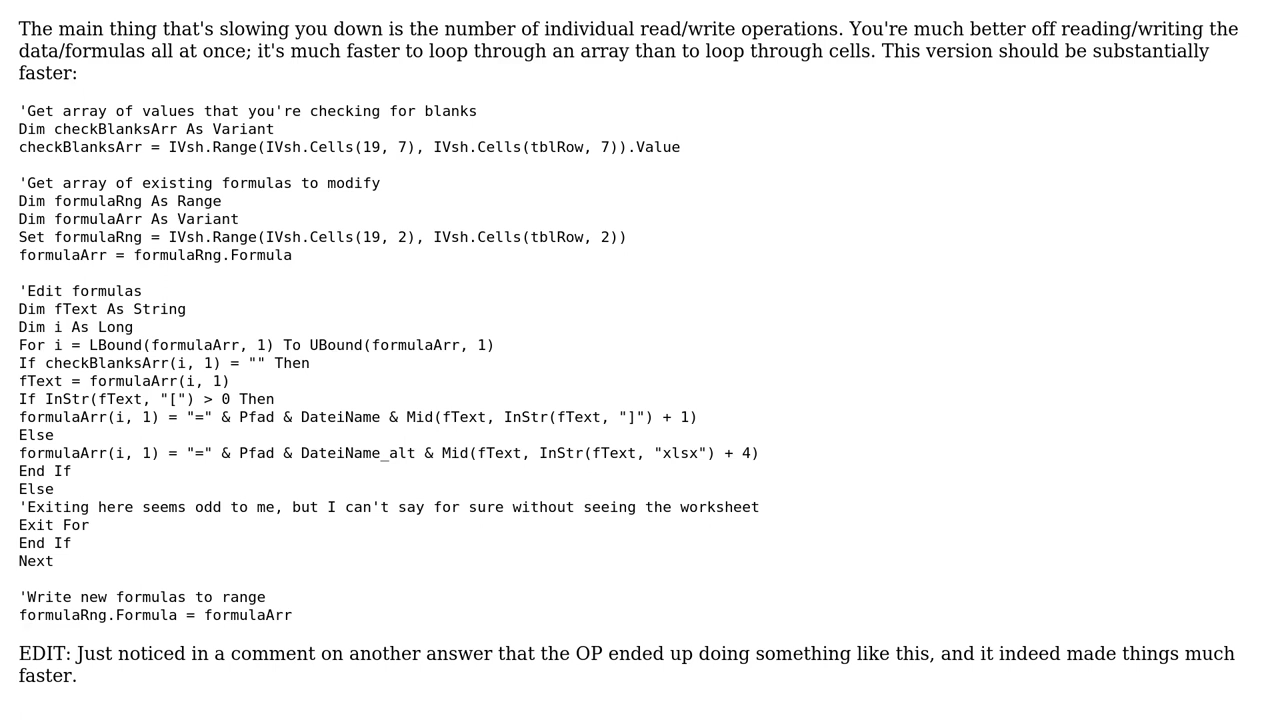 The main thing that's slowing you down is the number of individual read/write operations. You're much better off reading/writing the
data/formulas all at once; it's much faster to loop through an array than to loop through cells. This version should be substantially
faster:
'Get array of values that you're checking for blanks
Dim checkBlanksArr As Variant
checkBlanksArr = IVsh.Range(IVsh.Cells(19, 7), IVsh.Cells(tblRow, 7)).Value
'Get array of existing formulas to modify
Dim formulaRng As Range
Dim formulaArr As Variant
Set formulaRng = IVsh.Range(IVsh.Cells(19, 2), IVsh.Cells(tblRow, 2))
formulaArr = formulaRng.Formula
'Edit formulas
Dim fText As String
Dim i As Long
For i = LBound(formulaArr, 1) To UBound(formulaArr, 1)
If checkBlanksArr(i, 1) = "" Then
fText = formulaArr(i, 1)
If InStr(fText, "[") > 0 Then
formulaArr(i, 1) = "=" & Pfad & DateiName & Mid(fText, InStr(fText, "]") + 1)
Else
formulaArr(i, 1) = "=" & Pfad & DateiName_alt & Mid(fText, InStr(fText, "xlsx") + 4)
End If
Else
'Exiting here seems odd to me, but I can't say for sure without seeing the worksheet
Exit For
End If
Next
'Write new formulas to range
formulaRng.Formula = formulaArr
EDIT: Just noticed in a comment on another answer that the OP ended up doing something like this, and it indeed made things much
faster.